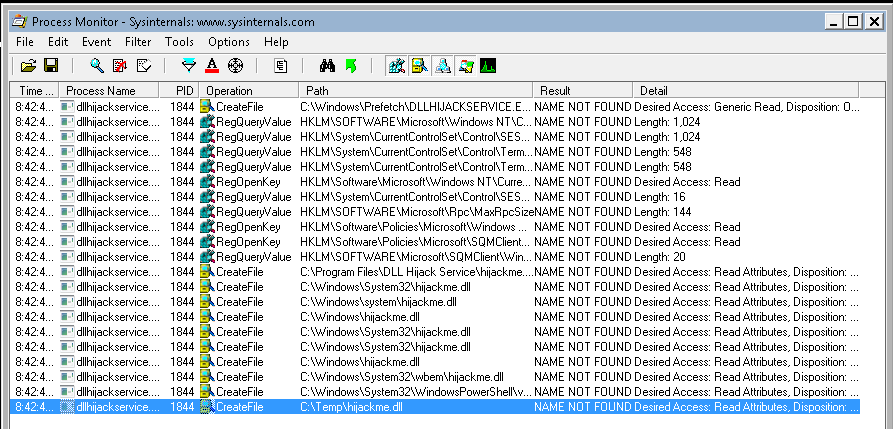 Process Monitor - Sysinternals: www.sysinternals.com
File Edit Event Filter Tools Options Help
Time ... Process Name PID Operation Path Result Detail
8:42:4... dllhijackservice.... 1844 CreateFile C:\Windows\Prefetch\DLLHIJACKSERVICE.E... NAME NOT FOUND Desired Access: Generic Read, Disposition: O...
8:42:4... dllhijackservice.... 1844 RegQueryValue HKLM\SOFTWARE\Microsoft\Windows NT\C... NAME NOT FOUND Length: 1,024
8:42:4... dllhijackservice.... 1844 RegQueryValue HKLM\System\CurrentControlSet\Control\SES... NAME NOT FOUND Length: 1,024
8:42:4... dllhijackservice.... 1844 RegQueryValue HKLM\System\CurrentControlSet\Control\Term... NAME NOT FOUND Length: 548
8:42:4... dllhijackservice.... 1844 RegQueryValue HKLM\System\CurrentControlSet\Control\Term... NAME NOT FOUND Length: 548
8:42:4... dllhijackservice.... 1844 RegOpenKey HKLM\Software\Microsoft\Windows NT\Curre... NAME NOT FOUND Desired Access: Read
8:42:4... dllhijackservice.... 1844 RegQueryValue HKLM\System\CurrentControlSet\Control\SES... NAME NOT FOUND Length: 16
8:42:4... dllhijackservice.... 1844 RegQueryValue HKLM\SOFTWARE\Microsoft\Rpc\MaxRpcSize NAME NOT FOUND Length: 144
8:42:4... dllhijackservice.... 1844 RegOpenKey HKLM\Software\Policies\Microsoft\Windows ... NAME NOT FOUND Desired Access: Read
8:42:4... dllhijackservice.... 1844 RegOpenKey HKLM\Software\Policies\Microsoft\SQMClient... NAME NOT FOUND Desired Access: Read
8:42:4... dllhijackservice.... 1844 RegQueryValue HKLM\SOFTWARE\Microsoft\SQMClient\Win... NAME NOT FOUND Length: 20
8:42:4... dllhijackservice.... 1844 CreateFile C:\Program Files\DLL Hijack Service\hijackme.... NAME NOT FOUND Desired Access: Read Attributes, Disposition: ...
8:42:4... dllhijackservice.... 1844 CreateFile C:\Windows\System32\hijackme.dll NAME NOT FOUND Desired Access: Read Attributes, Disposition: ...
8:42:4... dllhijackservice.... 1844 CreateFile C:\Windows\system\hijackme.dll NAME NOT FOUND Desired Access: Read Attributes, Disposition: ...
8:42:4... dllhijackservice.... 1844 CreateFile C:\Windows\hijackme.dll NAME NOT FOUND Desired Access: Read Attributes, Disposition: ...
8:42:4... dllhijackservice.... 1844 CreateFile C:\Windows\System32\hijackme.dll NAME NOT FOUND Desired Access: Read Attributes, Disposition: ...
8:42:4... dllhijackservice.... 1844 CreateFile C:\Windows\System32\hijackme.dll NAME NOT FOUND Desired Access: Read Attributes, Disposition: ...
8:42:4... dllhijackservice.... 1844 CreateFile C:\Windows\hijackme.dll NAME NOT FOUND Desired Access: Read Attributes, Disposition: ...
8:42:4... dllhijackservice.... 1844 CreateFile C:\Windows\System32\wbem\hijackme.dll NAME NOT FOUND Desired Access: Read Attributes, Disposition: ...
8:42:4... dllhijackservice.... 1844 CreateFile C:\Windows\System32\WindowsPowerShell\v... NAME NOT FOUND Desired Access: Read Attributes, Disposition: ...
8:42:4... dllhijackservice.... 1844 CreateFile C:\Temp\hijackme.dll NAME NOT FOUND Desired Access: Read Attributes, Disposition: ...